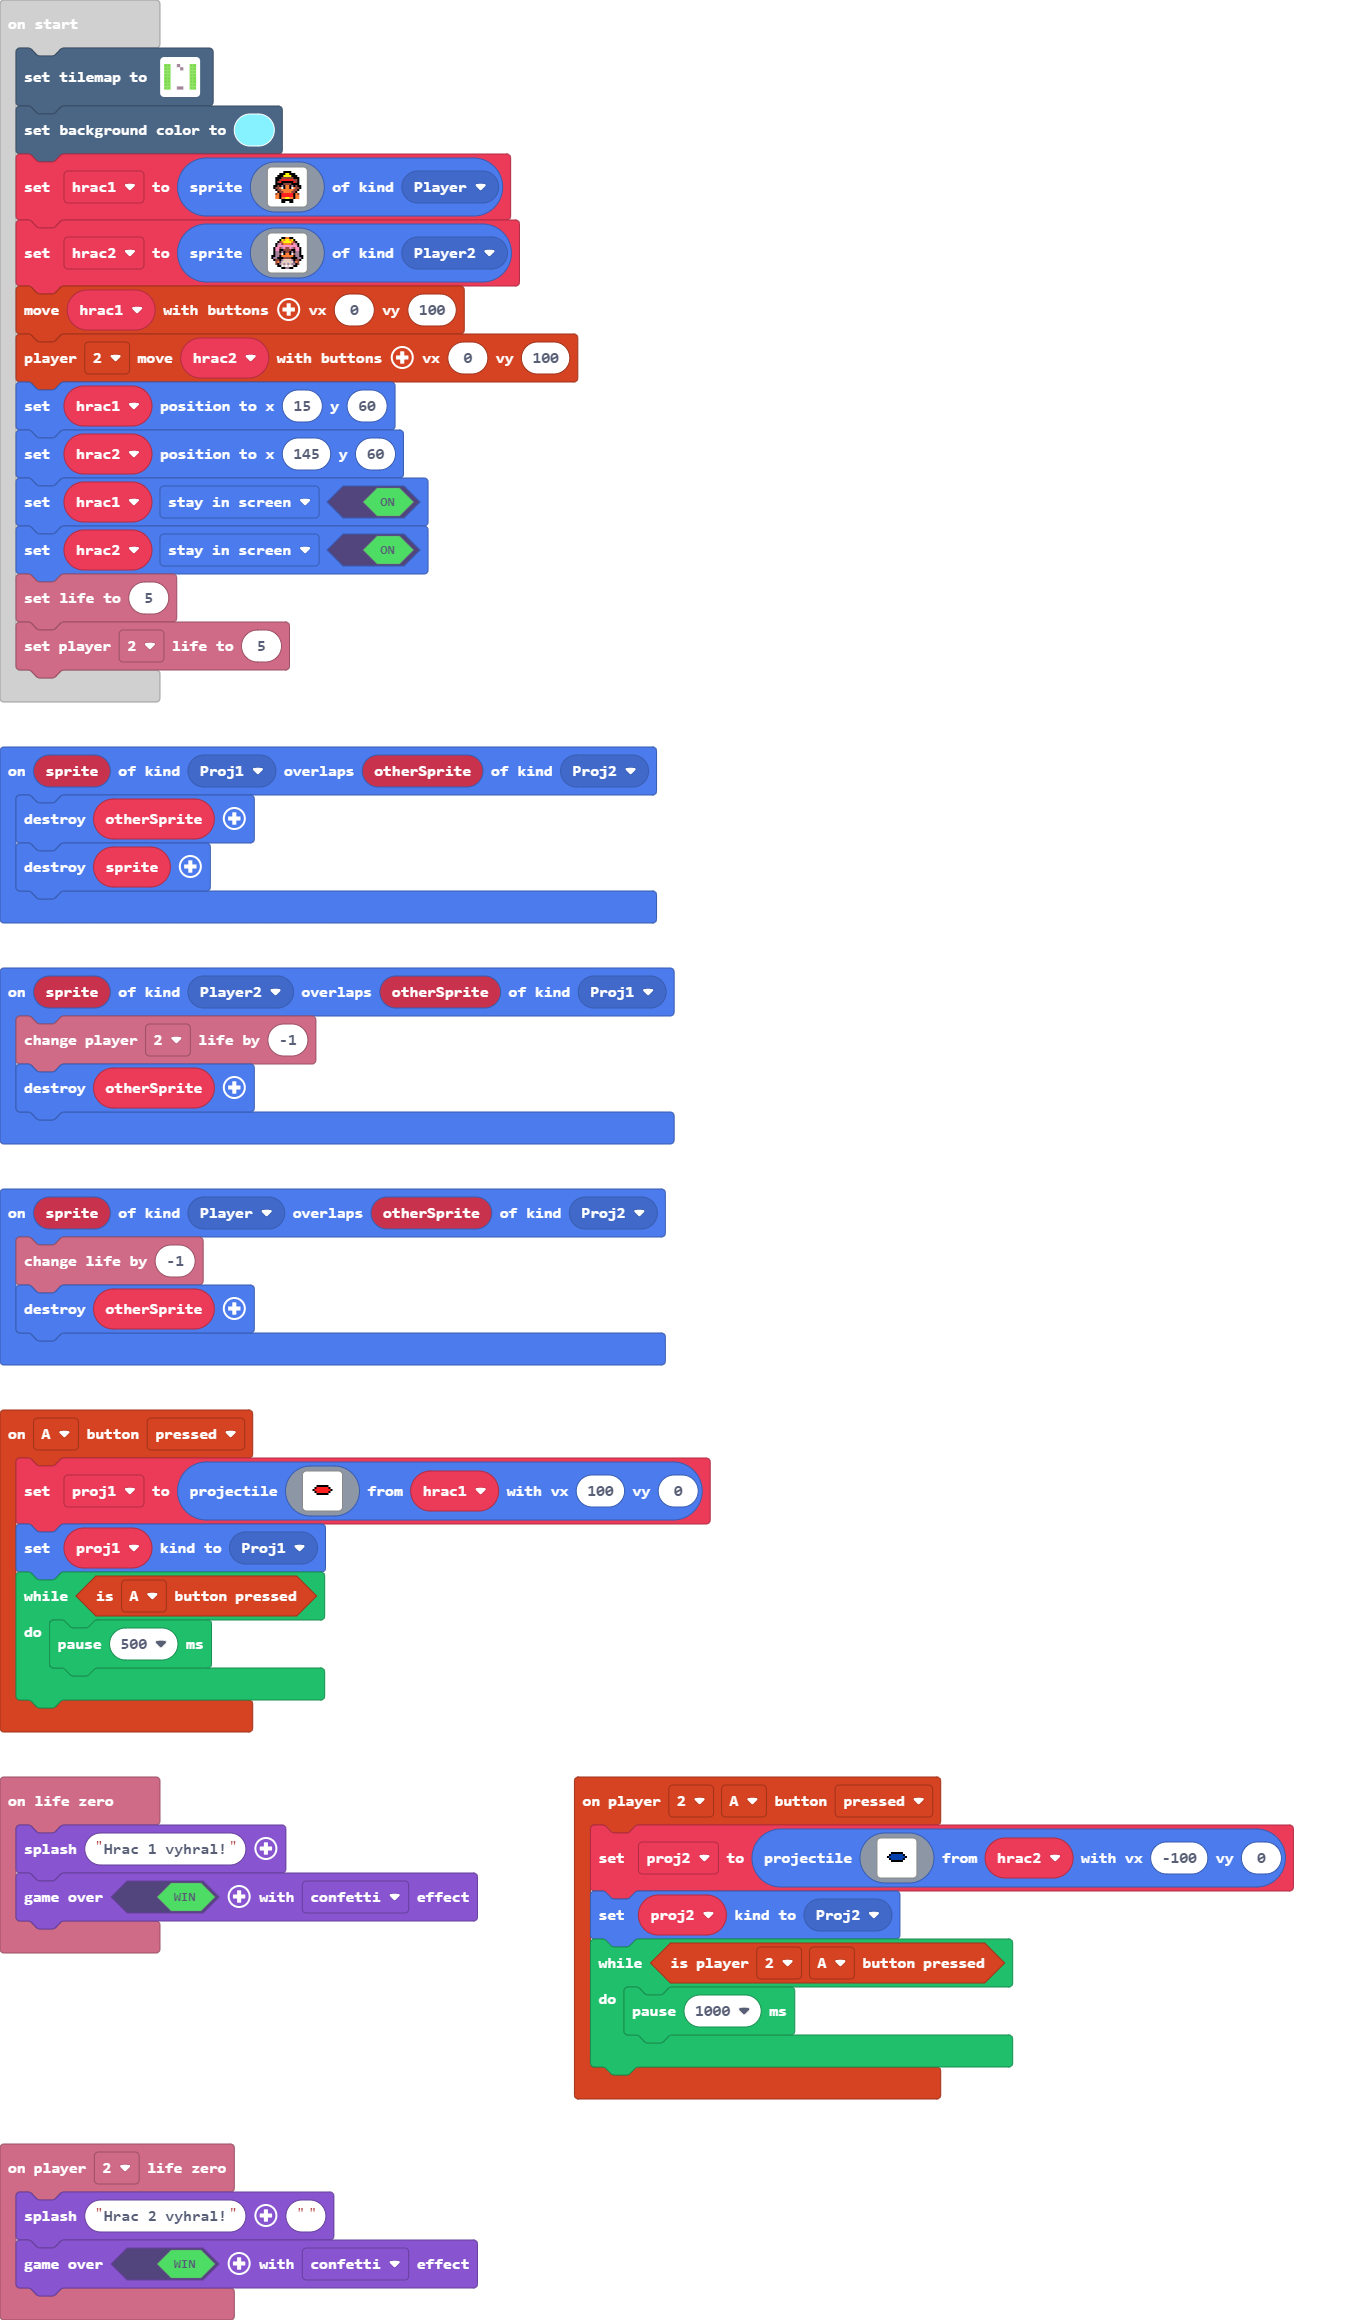 on start
set tilemap to
set background color to
set hrac1 to sprite of kind Player
set hrac2 to sprite of kind Player2
move hrac1 with buttons vx 0 vy 100
player 2 move hrac2 with buttons vx 0 vy 100
set hrac1 position to x 15 y 60
set hrac2 position to x 145 y 60
set hrac1 stay in screen ON
set hrac2 stay in screen ON
set life to 5
set player 2 life to 5
on sprite of kind Proj1 overlaps otherSprite of kind Proj2
destroy otherSprite
destroy sprite
on sprite of kind Player2 overlaps otherSprite of kind Proj1
change player 2 life by -1
destroy otherSprite
on sprite of kind Player overlaps otherSprite of kind Proj2
change life by -1
destroy otherSprite
on A button pressed
set proj1 to projectile from hrac1 with vx 100 vy 0
set proj1 kind to Proj1
while is A button pressed
do
pause 500 ms
on life zero
splash "Hrac 1 vyhral!"
game over WIN with confetti effect
on player 2 A button pressed
set proj2 to projectile from hrac2 with vx -100 vy 0
set proj2 kind to Proj2
while is player 2 A button pressed
do
pause 1000 ms
on player 2 life zero
splash "Hrac 2 vyhral!" " "
game over WIN with confetti effect